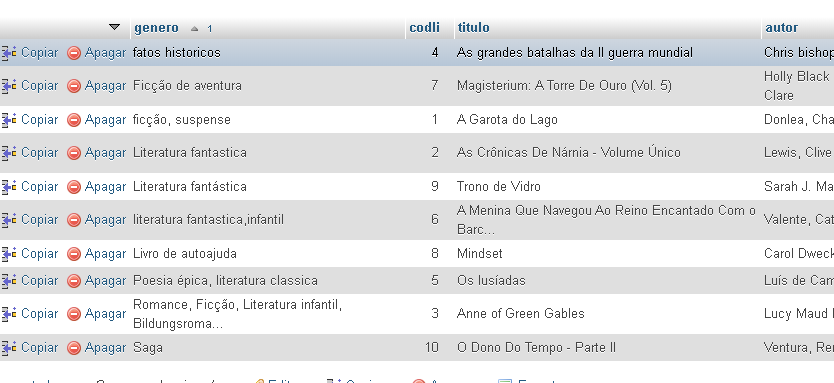 genero 1 codli titulo autor
Copiar Apagar fatos historicos 4 As grandes batalhas da II guerra mundial Chris bishop
Copiar Apagar Ficção de aventura 7 Magisterium: A Torre De Ouro (Vol. 5) Holly Black
Clare
Copiar Apagar ficção, suspense 1 A Garota do Lago Donlea, Cha
Copiar Apagar Literatura fantastica 2 As Crônicas De Nárnia - Volume Único Lewis, Clive
Copiar Apagar Literatura fantástica 9 Trono de Vidro Sarah J. Ma
Copiar Apagar literatura fantastica,infantil 6 A Menina Que Navegou Ao Reino Encantado Com o
Barc... Valente, Cat
Copiar Apagar Livro de autoajuda 8 Mindset Carol Dweck
Copiar Apagar Poesia épica, literatura classica 5 Os lusíadas Luís de Cam
Copiar Apagar Romance, Ficção, Literatura infantil,
Bildungsroma... 3 Anne of Green Gables Lucy Maud
Copiar Apagar Saga 10 O Dono Do Tempo - Parte II Ventura, Ren